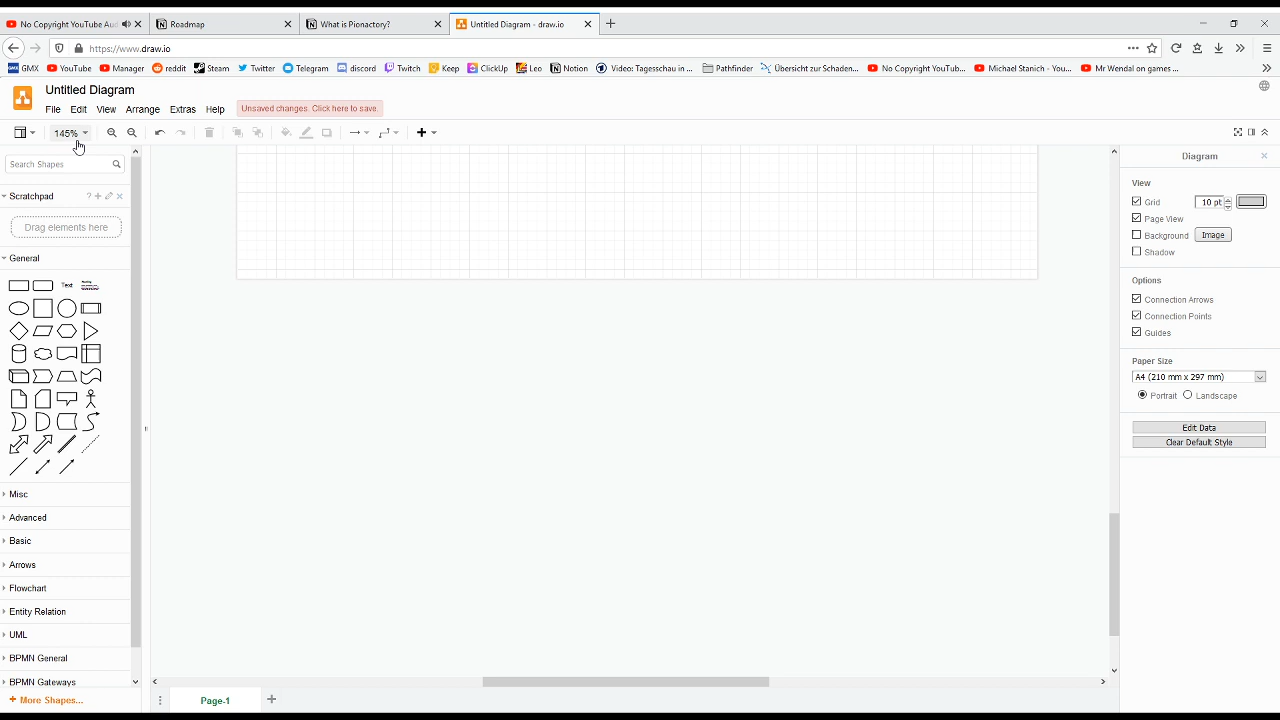 No Copyright YouTube Aud
Roadmap
What is Pionactory?
Untitled Diagram - draw.io
https://www.draw.io
GMX YouTube Manager reddit Steam Twitter Telegram discord Twitch Keep ClickUp Notion Video: Tagesschau in ... Pathfinder Übersicht zur Schaden... No Copyright YouTub... Michael Stanich - You... Mr Wendal on games...
Untitled Diagram
File Edit View Arrange Extras Help Unsaved changes. Click here to save.
145%
Search Shapes
Scratchpad
?
Drag elements here
General
Text
Misc
Advanced
Basic
Arrows
Flowchart
Entity Relation
UML
BPMN General
BPMN Gateways
+ More Shapes...
Page-1
Diagram
View
Grid 10 pt
Page View
Background Image
Shadow
Options
Connection Arrows
Connection Points
Guides
Paper Size
A4 (210 mm x 297 mm)
Portrait Landscape
Edit Data
Clear Default Style